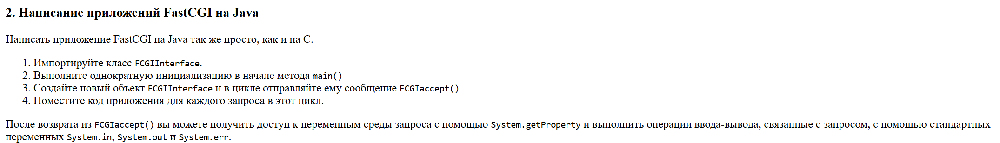 2. Написание приложений FastCGI на Java
Написать приложение FastCGI на Java так же просто, как и на C.
1. Импортируйте класс FCGIInterface.
2. Выполните однократную инициализацию в начале метода main()
3. Создайте новый объект FCGIInterface и в цикле отправляйте ему сообщение FCGIaccept()
4. Поместите код приложения для каждого запроса в этот цикл.
После возврата из FCGIaccept() вы можете получить доступ к переменным среды запроса с помощью System.getProperty и выполнить операции ввода-вывода, связанные с запросом, с помощью стандартных
переменных System.in, System.out и System.err.